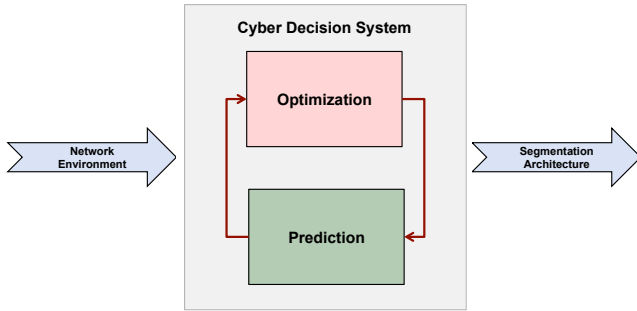 Cyber Decision System
Optimization
Network
Environment
Segmentation
Architecture
Prediction